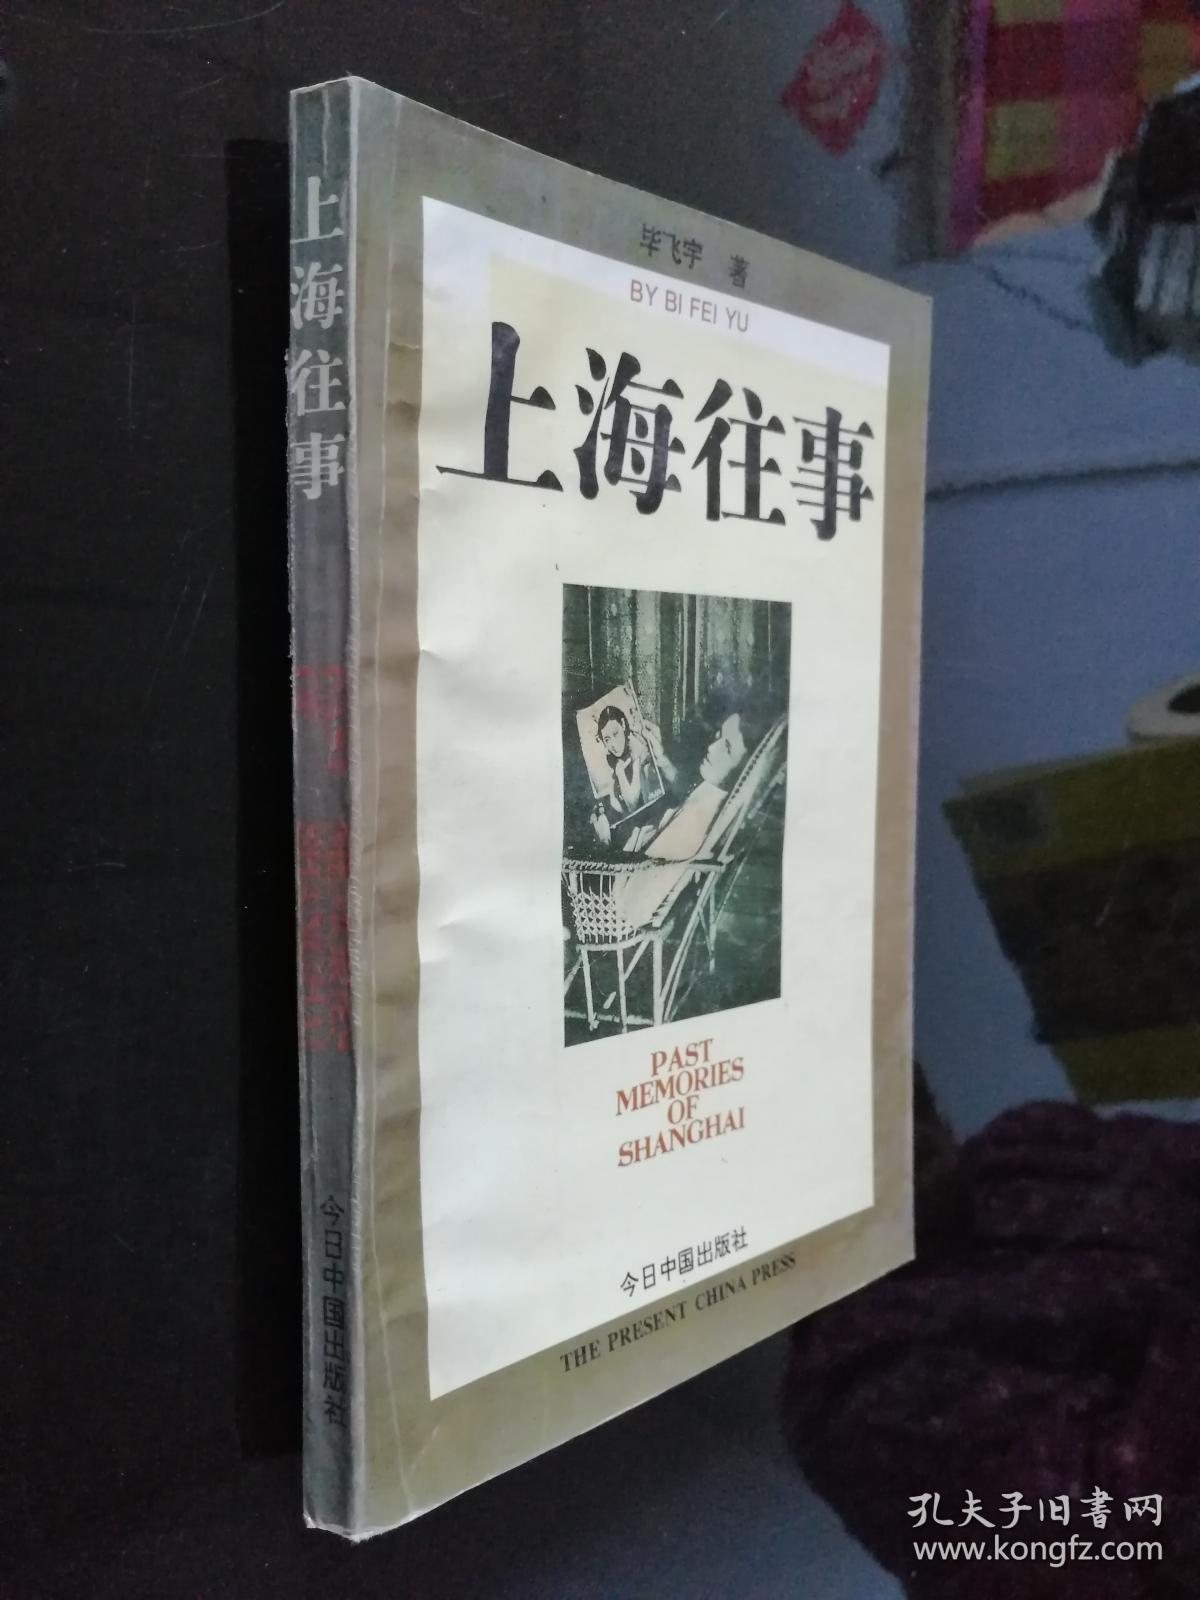 上海往事
今日中国出版社
毕飞宇 著
BY BI FEI YU
上海往事
PAST
MEMORIES
OF
SHANGHAI
今日中国出版社
THE PRESENT CHINA PRESS
孔夫子旧书网
www.kongfz.com